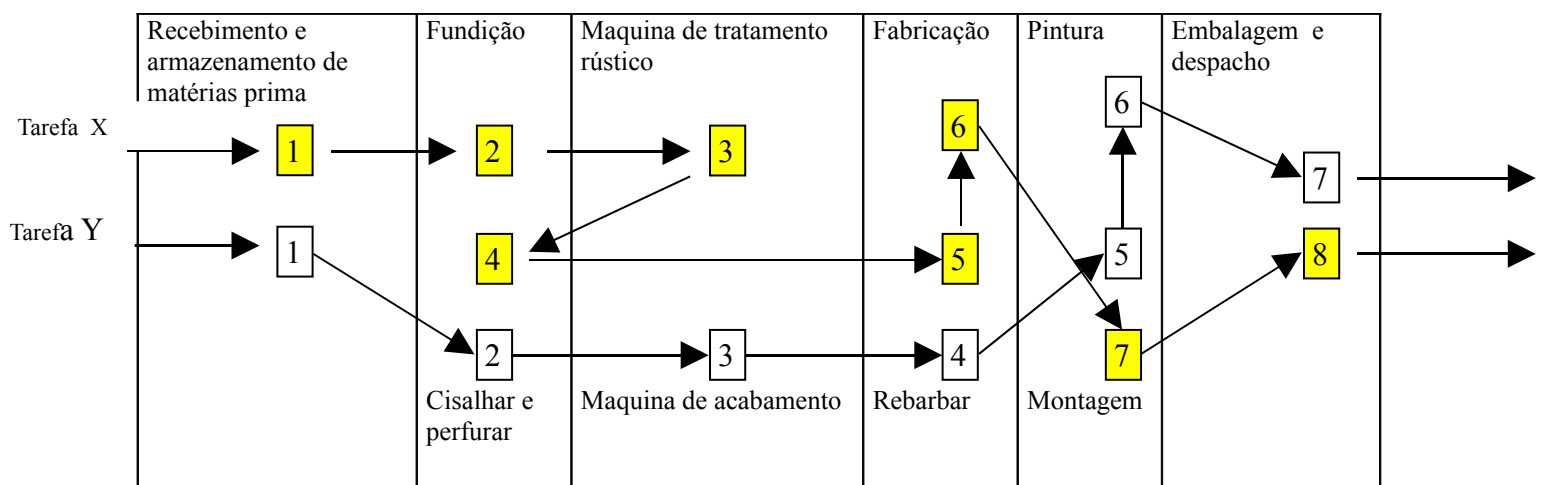 Recebimento e
armazenamento de
matérias prima
Fundição
Maquina de tratamento
rústico
Fabricação
Pintura
Embalagem e
despacho
6
6
Tarefa X
1
2
3
7
Tarefa Y
1
4
5
5
8
2
3
4
7
Cisalhar e
perfurar
Maquina de acabamento
Rebarbar
Montagem